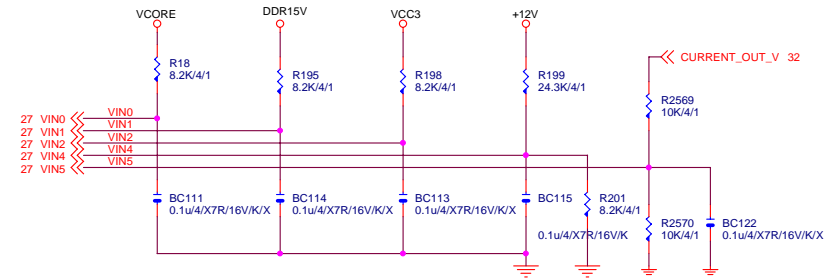 VCORE
DDR15V
VCC3
+12V
R18
8.2K/4/1
R195
8.2K/4/1
R198
8.2K/4/1
R199
24.3K/4/1
CURRENT_OUT_V 32
R2569
10K/4/1
27 VIN0 VIN0
27 VIN1 VIN1
27 VIN2 VIN2
27 VIN4 VIN4
27 VIN5 VIN5
BC111
0.1u/4/X7R/16V/K/X
BC114
0.1u/4/X7R/16V/K/X
BC113
0.1u/4/X7R/16V/K/X
BC115
0.1u/4/X7R/16V/K
R201
8.2K/4/1
R2570
10K/4/1
BC122
0.1u/4/X7R/16V/K/X